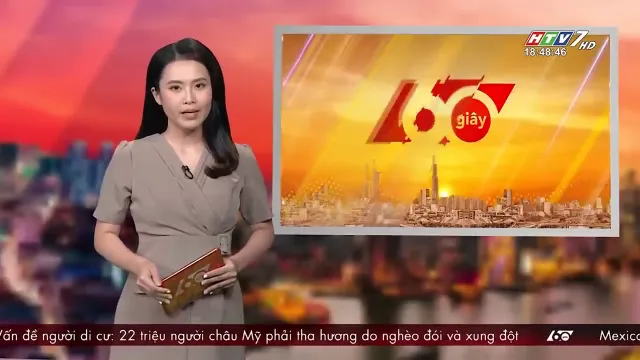 HTV7 HD
18:48:46
60 giây
Vấn đề người di cư: 22 triệu người châu Mỹ phải tha hương do nghèo đói và xung đột 60 Mexic